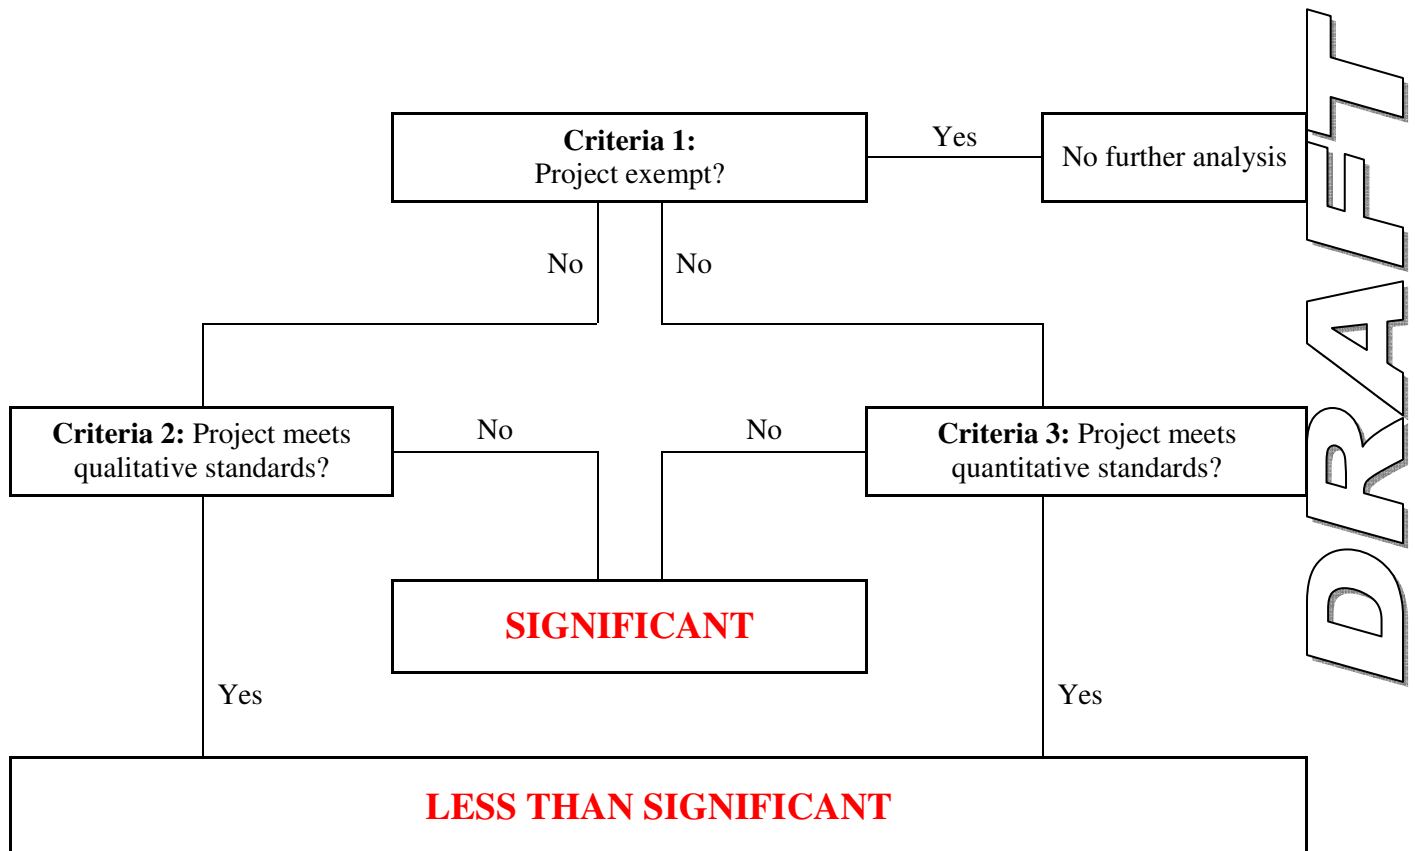 Criteria 1:
Project exempt?
Yes
No further analysis
No
No
Criteria 2: Project meets
qualitative standards?
No
No
Criteria 3: Project meets
quantitative standards?
SIGNIFICANT
Yes
Yes
LESS THAN SIGNIFICANT
DRAFT